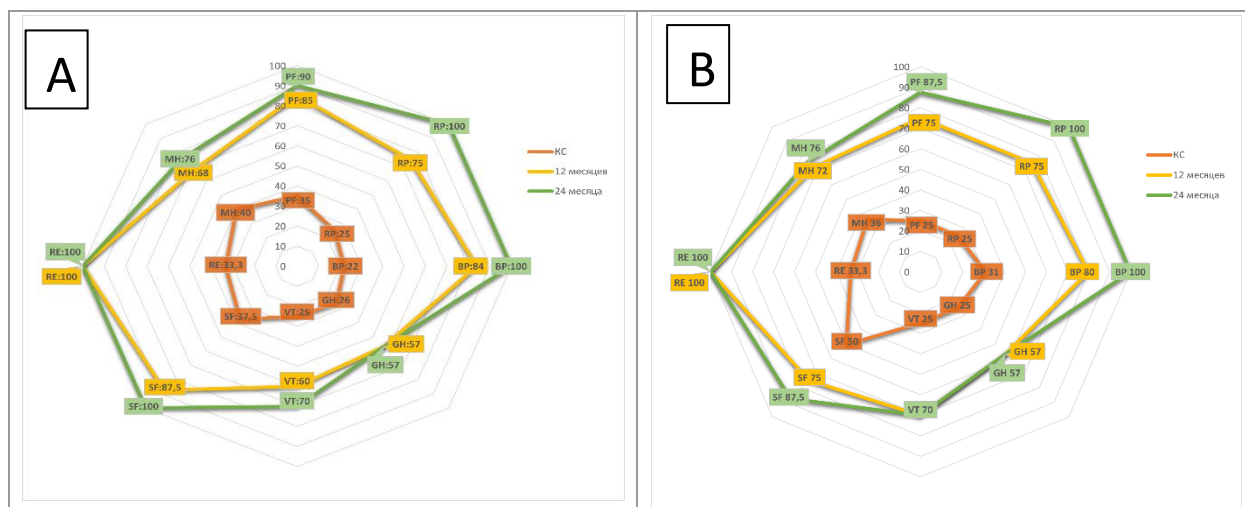 A
100
90
80
70
60
50
40
30
20
10
0
PF:90
PF:85
PF:35
RP:100
RP:75
RP:25
BP:100
BP:84
BP:22
GH:57
GH:57
GH:26
VT:70
VT:60
VT:25
SF:100
SF:87,5
SF:37,5
RE:100
RE:100
RE:33,3
MH:76
MH:68
MH:40
КС
12 месяцев
24 месяца
B
100
90
80
70
60
50
40
30
20
10
0
PF 87,5
PF 75
PF 25
RP 100
RP 75
RP 25
BP 100
BP 80
BP 31
GH 57
GH 57
GH 25
VT 70
VT 25
SF 87,5
SF 75
SF 50
RE 100
RE 100
RE 33,3
MH 76
MH 72
MH 36
КС
12 месяцев
24 месяца